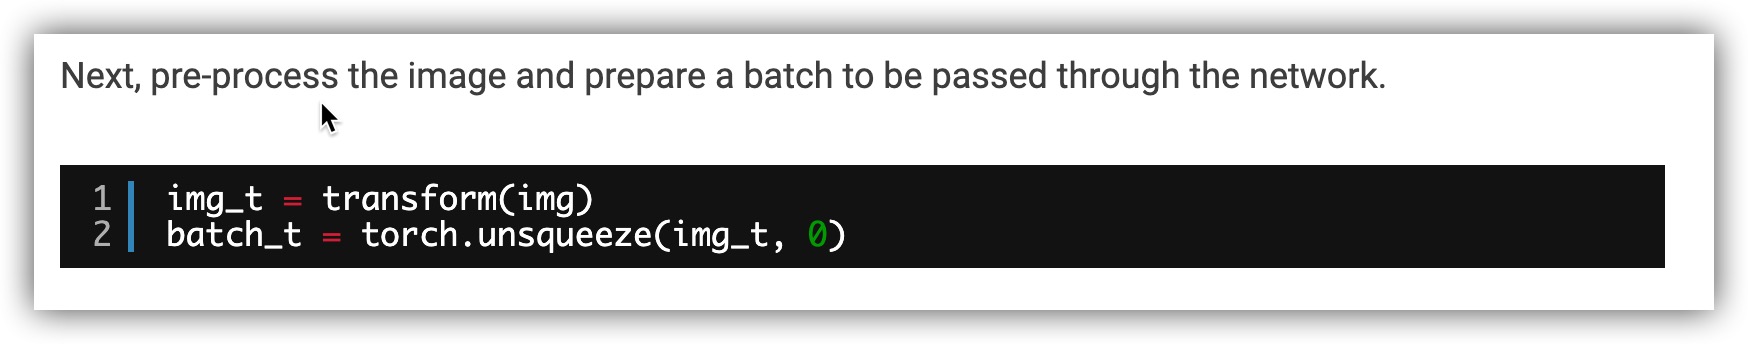 Next, pre-process the image and prepare a batch to be passed through the network.
1 img_t = transform(img)
2 batch_t = torch.unsqueeze(img_t, 0)